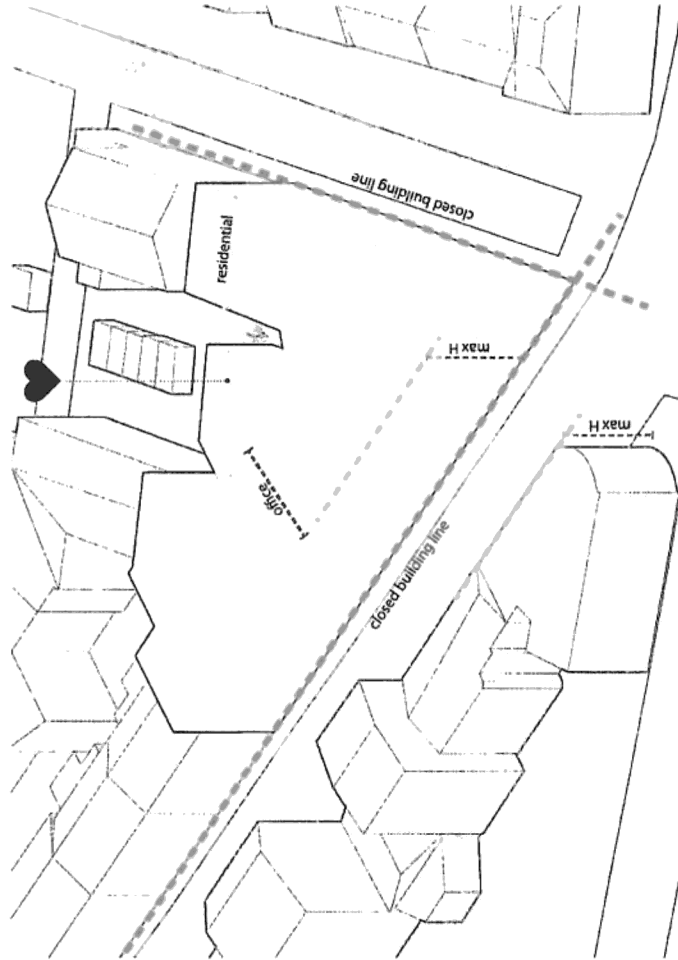 closed building line
residential
max H
max H
office
closed building line